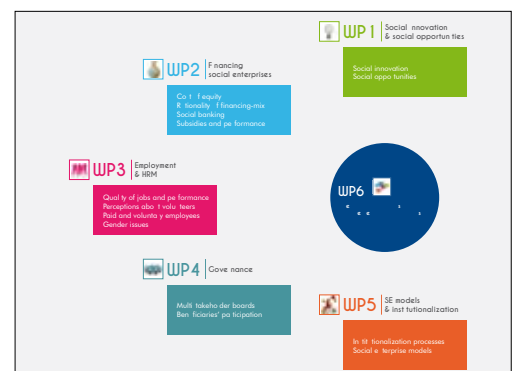 WP1
Social nnovation
& social opportun ties
Social innovation
Social oppo tunities
WP2
F nancing
social enterprises
Co t f equity
R tionality f financing-mix
Social banking
Subsidies and pe formance
WP3
Employment
& HRM
Qual ty of jobs and pe formance
Perceptions abo t volu teers
Paid and volunta y employees
Gender issues
WP6
WP4
Gove nance
Multi takeho der boards
Ben ficiaries' pa ticipation
WP5
SE models
& inst tutionalization
In tit tionalization processes
Social e terprise models